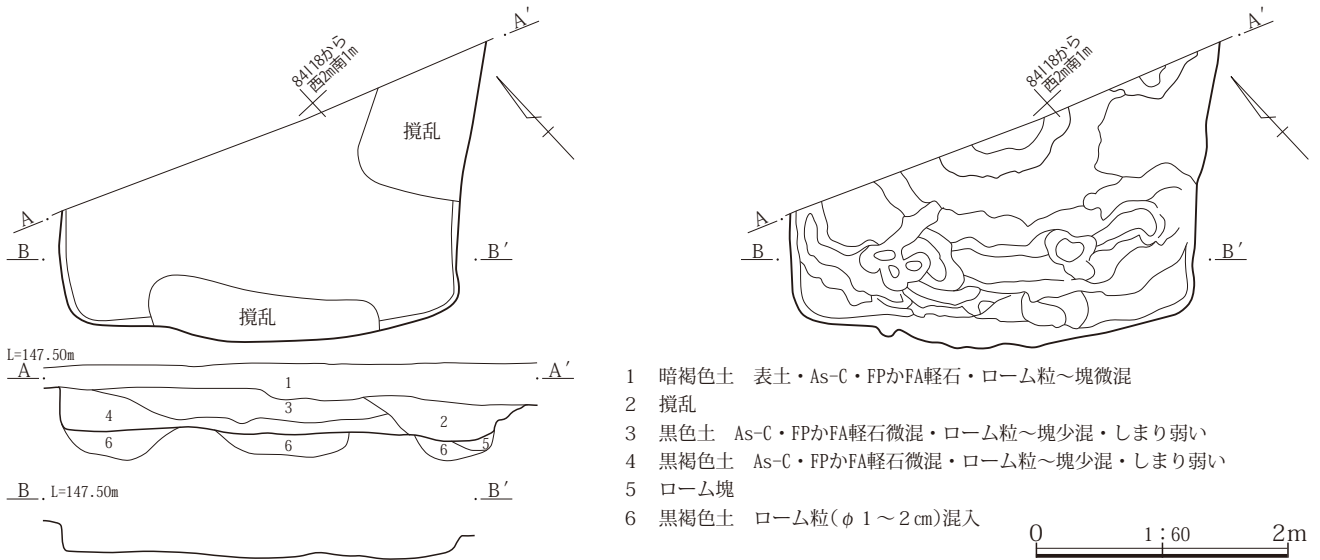 A'
84I18から
西2m南1m
撹乱
A
B
B'
撹乱
A'
84I18から
西2m南1m
A
B
B'
L=147.50m
A
A'
1
3
4
2
6
6
6
5
B
L=147.50m
B'
1 暗褐色土 表土・As-C・FPかFA軽石・ローム粒～塊微混
2 撹乱
3 黒色土 As-C・FPかFA軽石微混・ローム粒～塊少混・しまり弱い
4 黒褐色土 As-C・FPかFA軽石微混・ローム粒～塊少混・しまり弱い
5 ローム塊
6 黒褐色土 ローム粒(φ1～2㎝)混入
0
1:60
2m